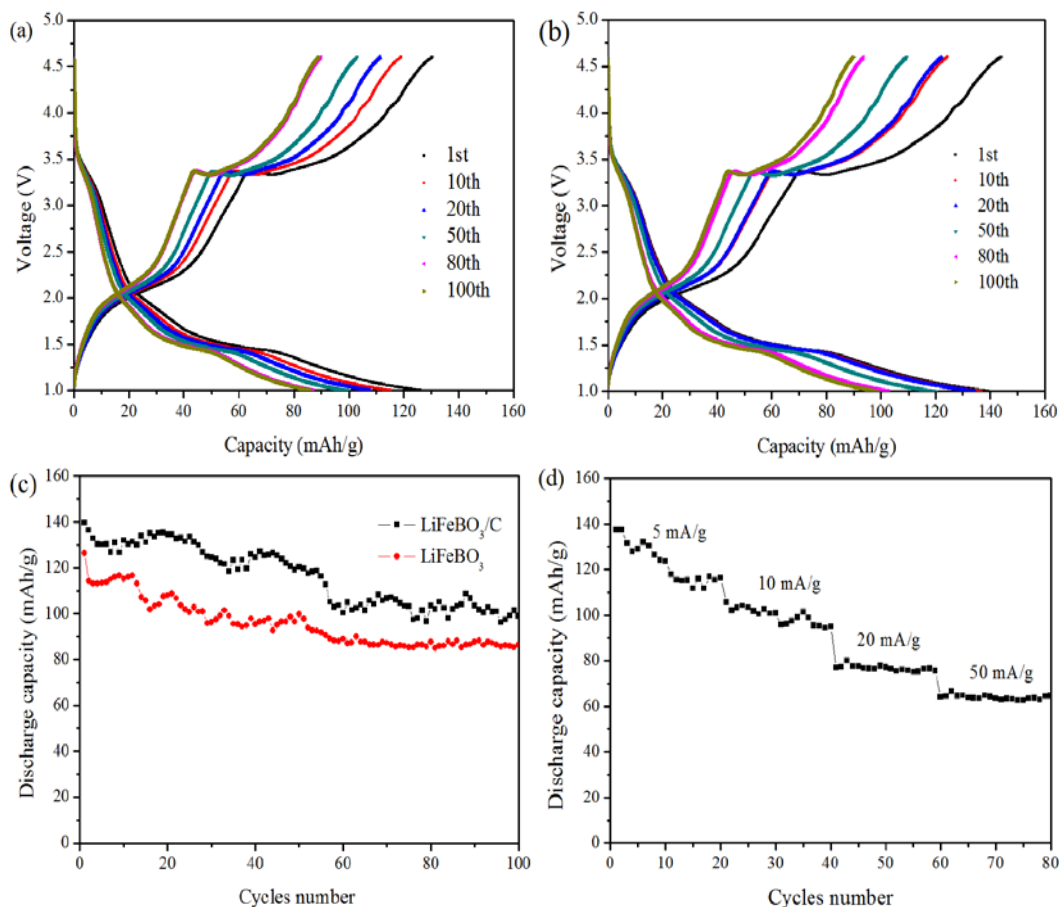 (a)
5.0
4.5
4.0
3.5
3.0
2.5
2.0
1.5
1.0
Voltage (V)
1st
10th
20th
50th
80th
100th
0 20 40 60 80 100 120 140 160
Capacity (mAh/g)
(b)
5.0
4.5
4.0
3.5
3.0
2.5
2.0
1.5
1.0
Voltage (V)
1st
10th
20th
50th
80th
100th
0 20 40 60 80 100 120 140 160
Capacity (mAh/g)
(c)
160
140
120
100
80
60
40
20
0
Discharge capacity (mAh/g)
LiFeBO3/C
LiFeBO3
0 20 40 60 80 100
Cycles number
(d)
160
140
120
100
80
60
40
20
0
Discharge capacity (mAh/g)
5 mA/g
10 mA/g
20 mA/g
50 mA/g
0 10 20 30 40 50 60 70 80
Cycles number